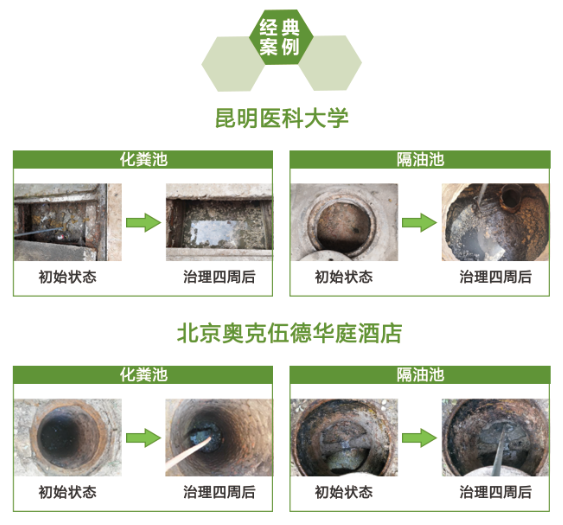 经典
案例
昆明医科大学
化粪池
隔油池
初始状态
治理四周后
初始状态
治理四周后
北京奥克伍德华庭酒店
化粪池
隔油池
初始状态
治理四周后
初始状态
治理四周后